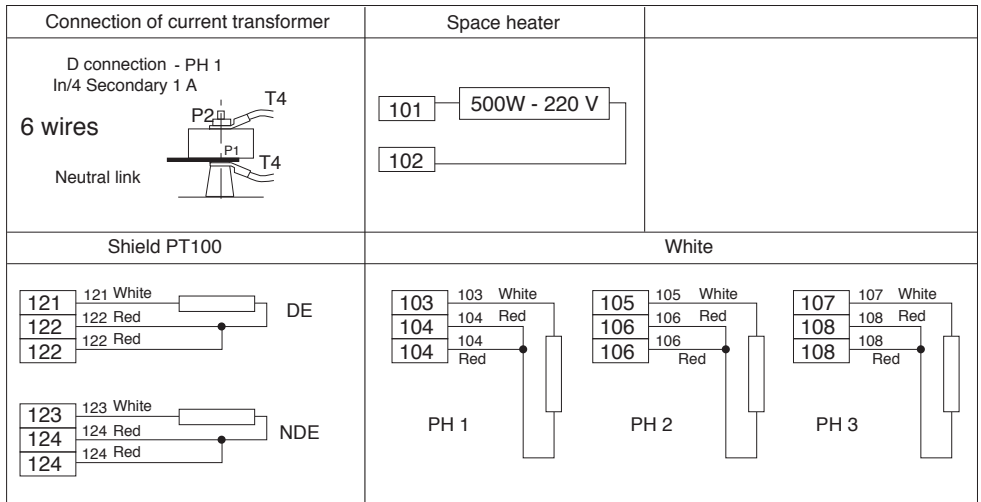 Connection of current transformer
Space heater
D connection - PH 1
In/4 Secondary 1 A
T4
P2
6 wires
P1
T4
Neutral link
101
500W - 220 V
102
Shield PT100
White
121
121 White
122
122 Red
122
122 Red
DE
123
123 White
124
124 Red
124
124 Red
NDE
103
103 White
104
104 Red
104
104
Red
PH 1
105
105 White
106
106 Red
106
106
Red
PH 2
107
107 White
108
108 Red
108
108
Red
PH 3